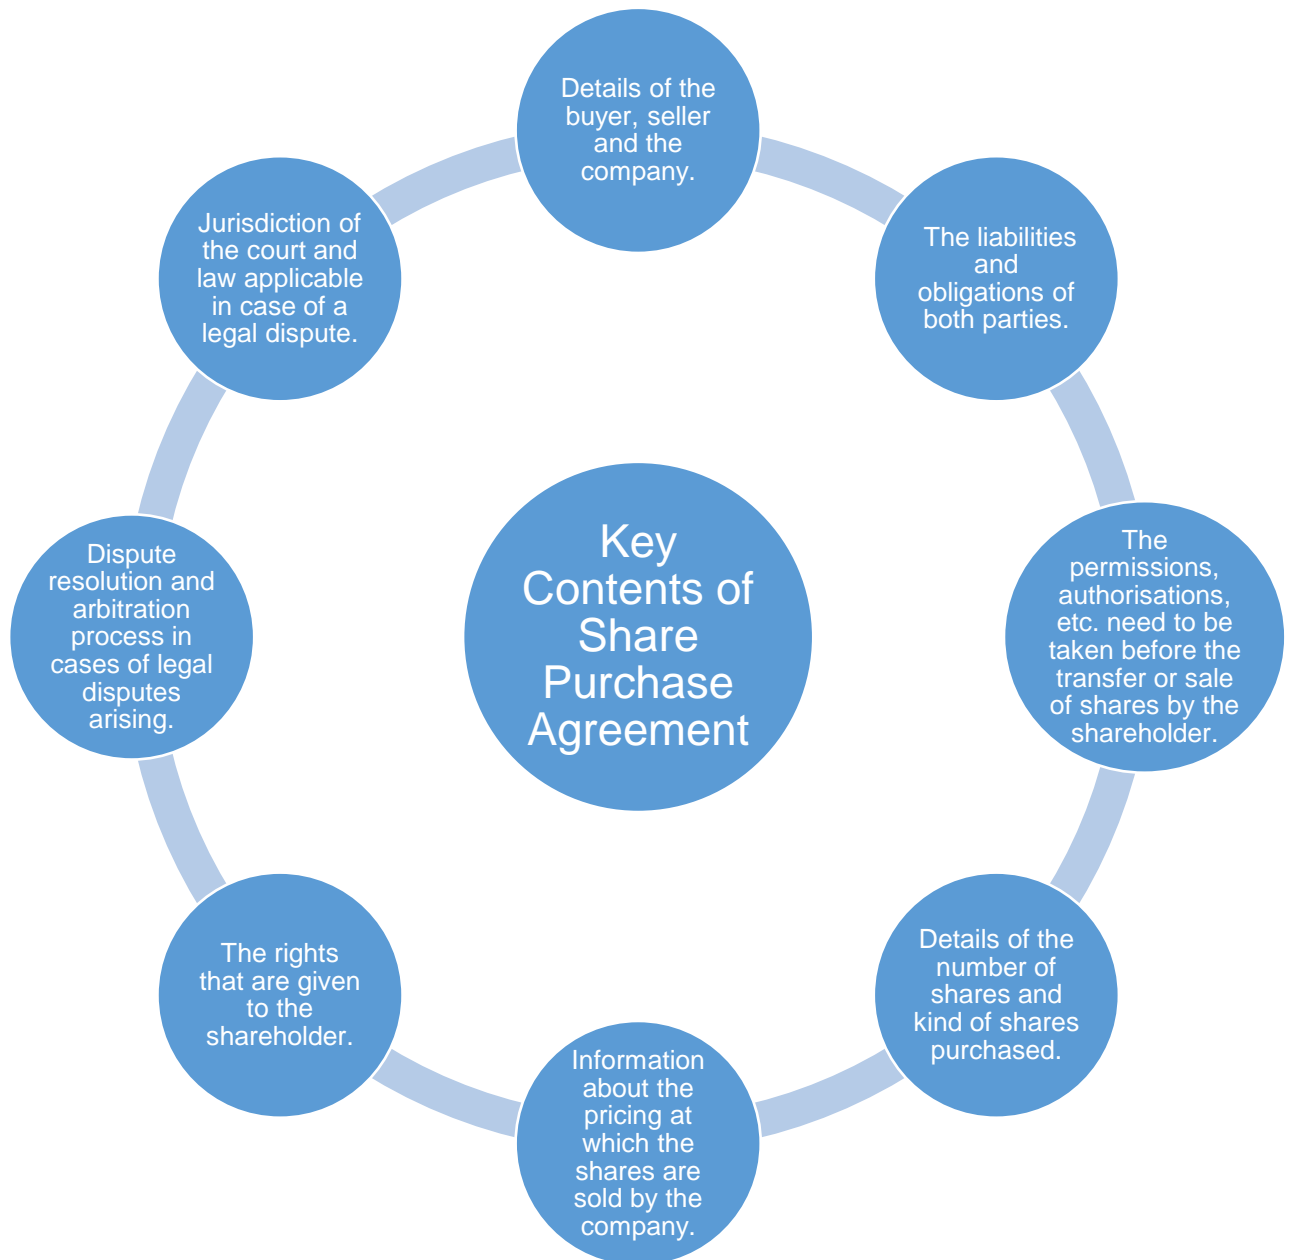 Details of the
buyer, seller
and the
company.
The liabilities
and
obligations of
both parties.
The
permissions,
authorisations,
etc. need to be
taken before the
transfer or sale
of shares by the
shareholder.
Details of the
number of
shares and
kind of shares
purchased.
Information
about the
pricing at
which the
shares are
sold by the
company.
The rights
that are given
to the
shareholder.
Dispute
resolution and
arbitration
process in
cases of legal
disputes
arising.
Jurisdiction of
the court and
law applicable
in case of a
legal dispute.
Key
Contents of
Share
Purchase
Agreement